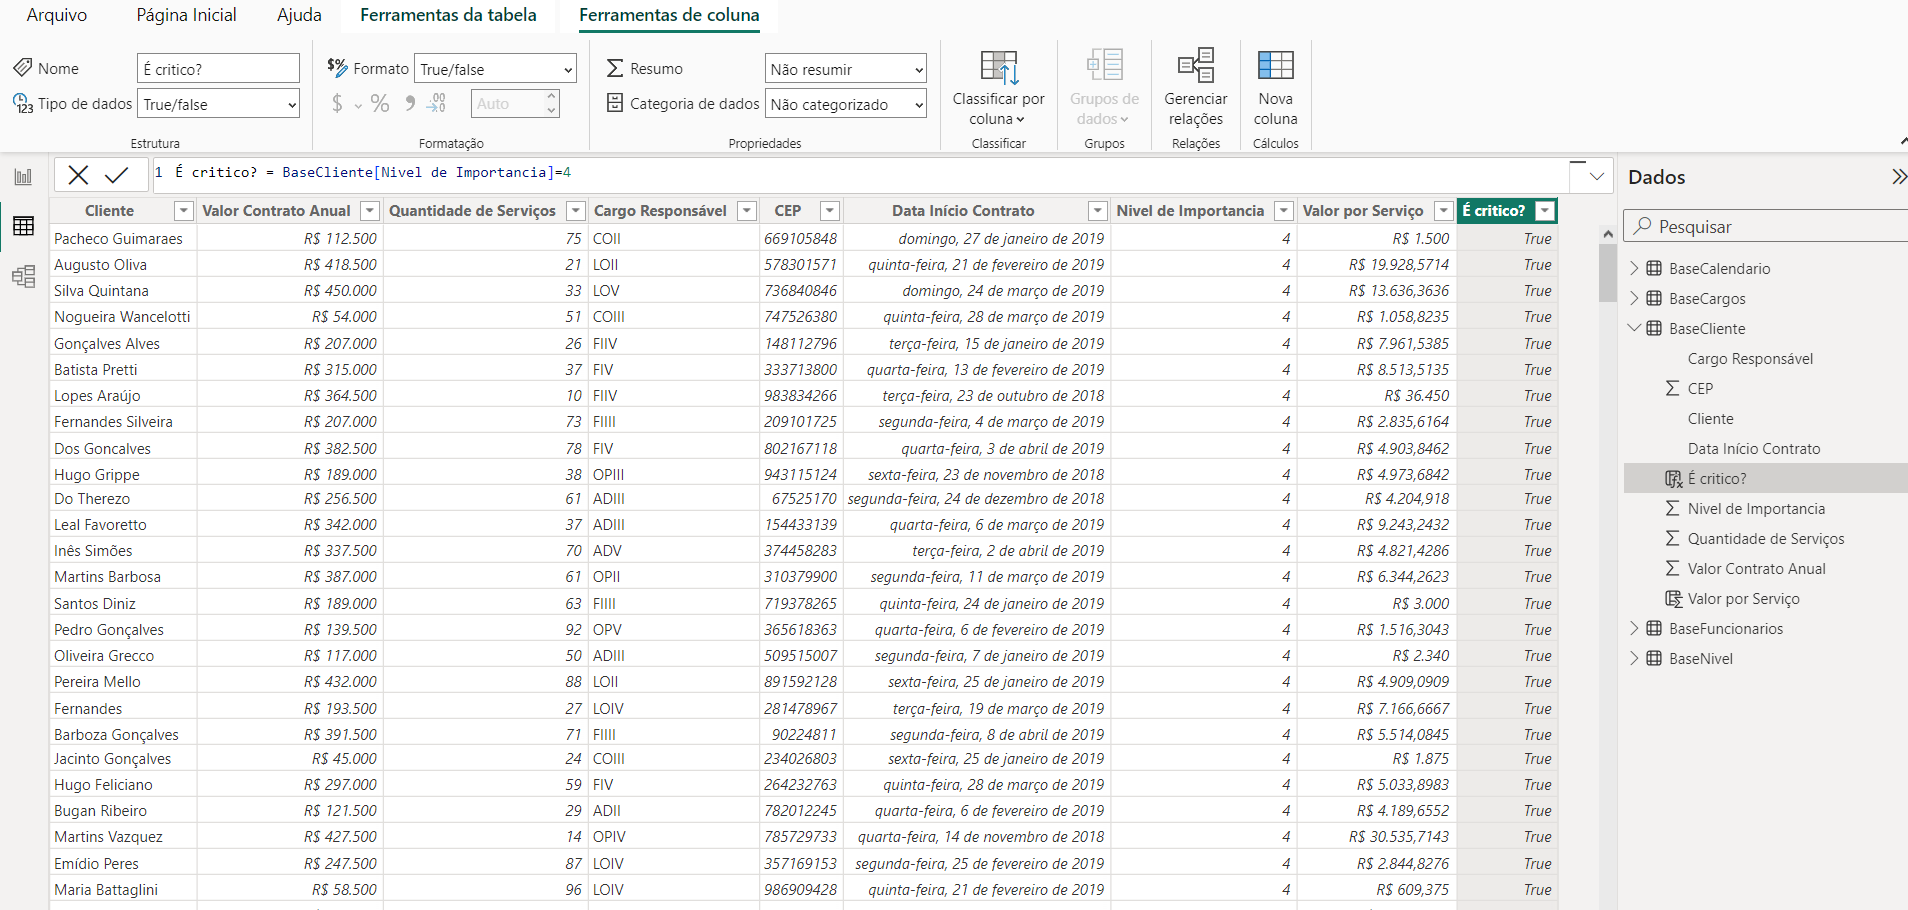 Arquivo Página Inicial Ajuda Ferramentas da tabela Ferramentas de coluna
Nome É critico?
Tipo de dados True/false
Estrutura
Formato True/false
$ % 9 .00 →0 Auto
Formatação
Resumo Não resumir
Categoria de dados Não categorizado
Propriedades
Classificar por coluna
Classificar
Grupos de dados
Grupos
Gerenciar relações
Relações
Nova coluna
Cálculos
1 É critico? = BaseCliente[Nivel de Importancia]=4
Cliente Valor Contrato Anual Quantidade de Serviços Cargo Responsável CEP Data Início Contrato Nivel de Importancia Valor por Serviço É critico?
Pacheco Guimaraes R$ 112.500 75 COII 669105848 domingo, 27 de janeiro de 2019 4 R$ 1.500 True
Augusto Oliva R$ 418.500 21 LOII 578301571 quinta-feira, 21 de fevereiro de 2019 4 R$ 19.928,5714 True
Silva Quintana R$ 450.000 33 LOV 736840846 domingo, 24 de março de 2019 4 R$ 13.636,3636 True
Nogueira Wancelotti R$ 54.000 51 COIII 747526380 quinta-feira, 28 de março de 2019 4 R$ 1.058,8235 True
Gonçalves Alves R$ 207.000 26 FIIV 148112796 terça-feira, 15 de janeiro de 2019 4 R$ 7.961,5385 True
Batista Pretti R$ 315.000 37 FIV 333713800 quarta-feira, 13 de fevereiro de 2019 4 R$ 8.513,5135 True
Lopes Araújo R$ 364.500 10 FIIV 983834266 terça-feira, 23 de outubro de 2018 4 R$ 36.450 True
Fernandes Silveira R$ 207.000 73 FIIII 209101725 segunda-feira, 4 de março de 2019 4 R$ 2.835,6164 True
Dos Goncalves R$ 382.500 78 FIV 802167118 quarta-feira, 3 de abril de 2019 4 R$ 4.903,8462 True
Hugo Grippe R$ 189.000 38 OPIII 943115124 sexta-feira, 23 de novembro de 2018 4 R$ 4.973,6842 True
Do Therezo R$ 256.500 61 ADIII 67525170 segunda-feira, 24 de dezembro de 2018 4 R$ 4.204,918 True
Leal Favoretto R$ 342.000 37 ADIII 154433139 quarta-feira, 6 de março de 2019 4 R$ 9.243,2432 True
Inês Simões R$ 337.500 70 ADV 374458283 terça-feira, 2 de abril de 2019 4 R$ 4.821,4286 True
Martins Barbosa R$ 387.000 61 OPII 310379900 segunda-feira, 11 de março de 2019 4 R$ 6.344,2623 True
Santos Diniz R$ 189.000 63 FIIII 719378265 quinta-feira, 24 de janeiro de 2019 4 R$ 3.000 True
Pedro Gonçalves R$ 139.500 92 OPV 365618363 quarta-feira, 6 de fevereiro de 2019 4 R$ 1.516,3043 True
Oliveira Grecco R$ 117.000 50 ADIII 509515007 segunda-feira, 7 de janeiro de 2019 4 R$ 2.340 True
Pereira Mello R$ 432.000 88 LOII 891592128 sexta-feira, 25 de janeiro de 2019 4 R$ 4.909,0909 True
Fernandes R$ 193.500 27 LOIV 281478967 terça-feira, 19 de março de 2019 4 R$ 7.166,6667 True
Barboza Gonçalves R$ 391.500 71 FIIII 90224811 segunda-feira, 8 de abril de 2019 4 R$ 5.514,0845 True
Jacinto Gonçalves R$ 45.000 24 COIII 234026803 sexta-feira, 25 de janeiro de 2019 4 R$ 1.875 True
Hugo Feliciano R$ 297.000 59 FIV 264232763 quinta-feira, 28 de março de 2019 4 R$ 5.033,8983 True
Bugan Ribeiro R$ 121.500 29 ADII 782012245 quarta-feira, 6 de fevereiro de 2019 4 R$ 4.189,6552 True
Martins Vazquez R$ 427.500 14 OPIV 785729733 quarta-feira, 14 de novembro de 2018 4 R$ 30.535,7143 True
Emídio Peres R$ 247.500 87 LOIV 357169153 segunda-feira, 25 de fevereiro de 2019 4 R$ 2.844,8276 True
Maria Battaglini R$ 58.500 96 LOIV 986909428 quinta-feira, 21 de fevereiro de 2019 4 R$ 609,375 True
Dados
Pesquisar
BaseCalendario
BaseCargos
BaseCliente
Cargo Responsável
CEP
Cliente
Data Início Contrato
É critico?
Nivel de Importancia
Quantidade de Serviços
Valor Contrato Anual
Valor por Serviço
BaseFuncionarios
BaseNivel